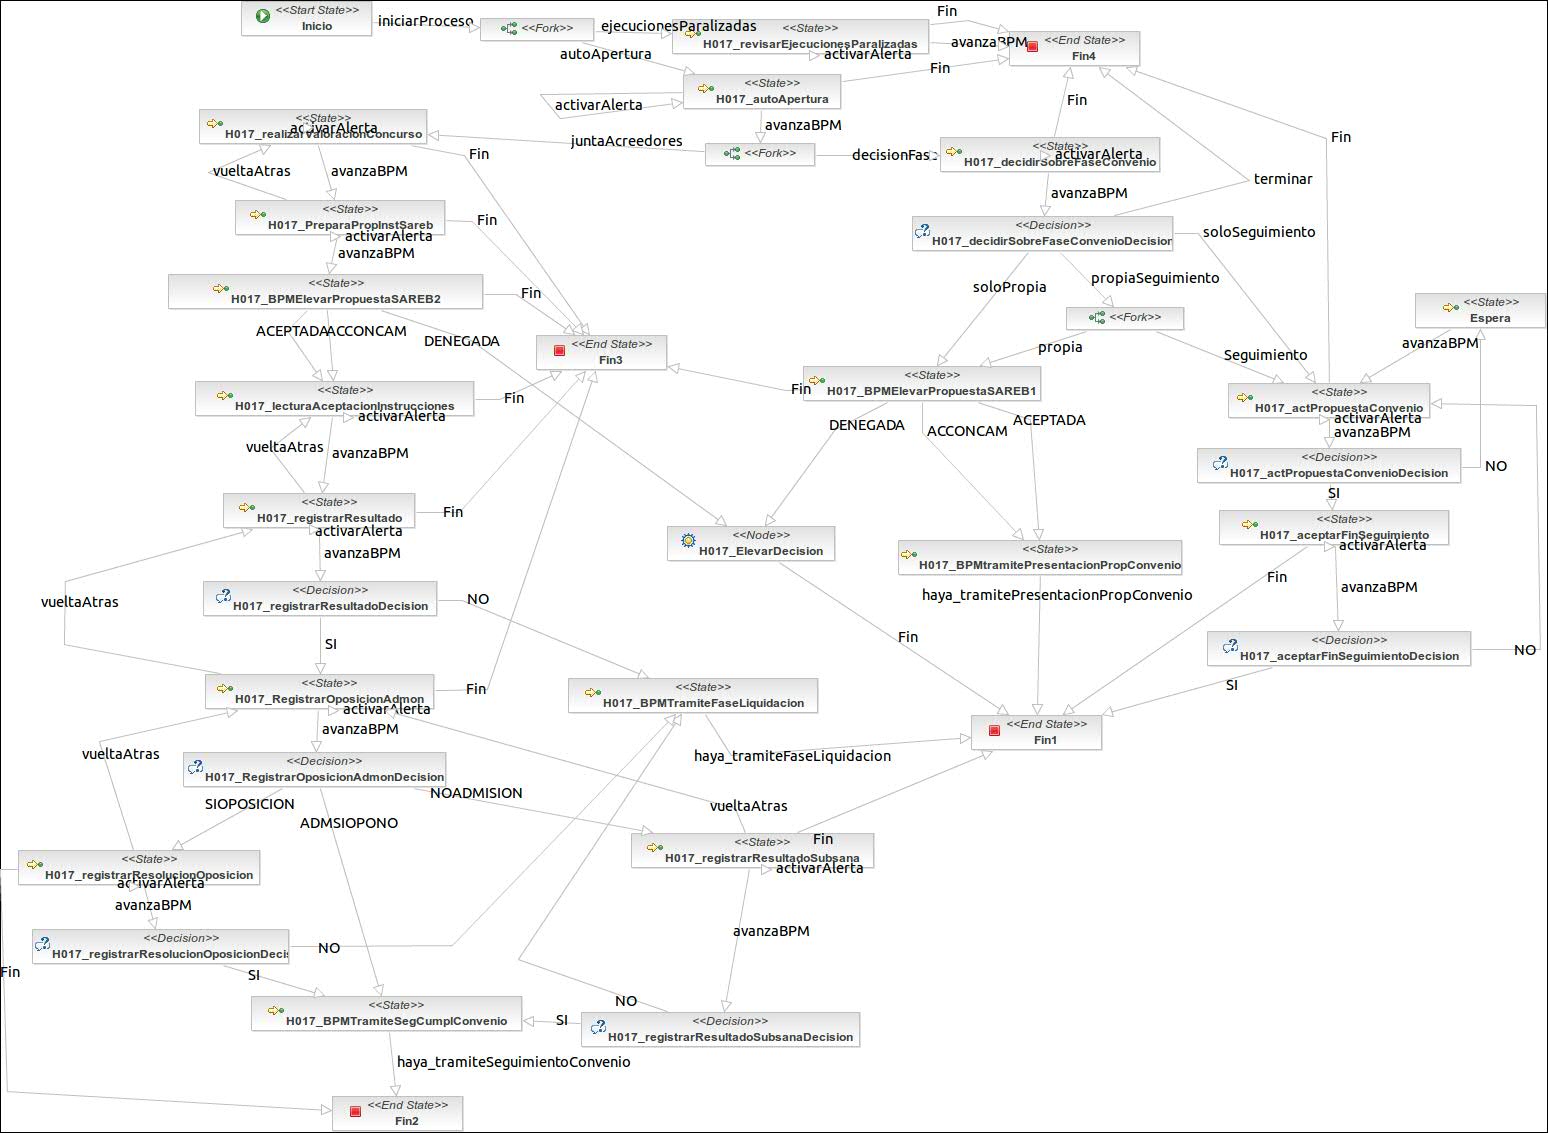 <<Start State>>
Inicio
iniciarProceso
<<Fork>>
ejecucionesParalizadas
<<State>>
H017_revisarEjecucionesParalizadas
activarAlerta
Fin
avanzaBPM
<<End State>>
Fin4
autoApertura
<<State>>
H017_autoApertura
activarAlerta
Fin
avanzaBPM
Fin
<<State>>
H017_realizarValoracionConcurso
activarAlerta
juntaAcreedores
<<Fork>>
decisionFase
<<State>>
H017_decidirSobreFaseConvenio
activarAlerta
Fin
Fin
vueltaAtras
avanzaBPM
terminar
avanzaBPM
<<State>>
H017_PreparaPropInstSareb
activarAlerta
Fin
avanzaBPM
<<Decision>>
H017_decidirSobreFaseConvenioDecision
soloSeguimiento
<<State>>
H017_BPMElevarPropuestaSAREB2
Fin
soloPropia
propiaSeguimiento
<<State>>
Espera
<<Fork>>
ACEPTADA
ACCONCAM
DENEGADA
<<End State>>
Fin3
propia
Seguimiento
avanzaBPM
<<State>>
H017_lecturaAceptacionInstrucciones
activarAlerta
Fin
Fin
<<State>>
H017_BPMElevarPropuestaSAREB1
<<State>>
H017_actPropuestaConvenio
activarAlerta
avanzaBPM
DENEGADA
ACCONCAM
ACEPTADA
vueltaAtras
avanzaBPM
<<Decision>>
H017_actPropuestaConvenioDecision
NO
SI
<<State>>
H017_registrarResultado
activarAlerta
Fin
avanzaBPM
<<Node>>
H017_ElevarDecision
<<State>>
H017_BPMtramitePresentacionPropConvenio
<<State>>
H017_aceptarFinSeguimiento
activarAlerta
Fin
avanzaBPM
haya_tramitePresentacionPropConvenio
vueltaAtras
<<Decision>>
H017_registrarResultadoDecision
NO
SI
Fin
<<Decision>>
H017_aceptarFinSeguimientoDecision
NO
SI
<<State>>
H017_RegistrarOposicionAdmon
activarAlerta
Fin
avanzaBPM
<<State>>
H017_BPMTramiteFaseLiquidacion
<<End State>>
Fin1
haya_tramiteFaseLiquidacion
vueltaAtras
<<Decision>>
H017_RegistrarOposicionAdmonDecision
SIOPOSICION
NOADMISION
ADMSIOPONO
vueltaAtras
Fin
<<State>>
H017_registrarResultadoSubsana
activarAlerta
<<State>>
H017_registrarResolucionOposicion
activarAlerta
avanzaBPM
avanzaBPM
<<Decision>>
H017_registrarResolucionOposicionDecis
NO
SI
Fin
NO
<<State>>
H017_BPMTramiteSegCumplConvenio
SI
<<Decision>>
H017_registrarResultadoSubsanaDecision
haya_tramiteSeguimientoConvenio
<<End State>>
Fin2